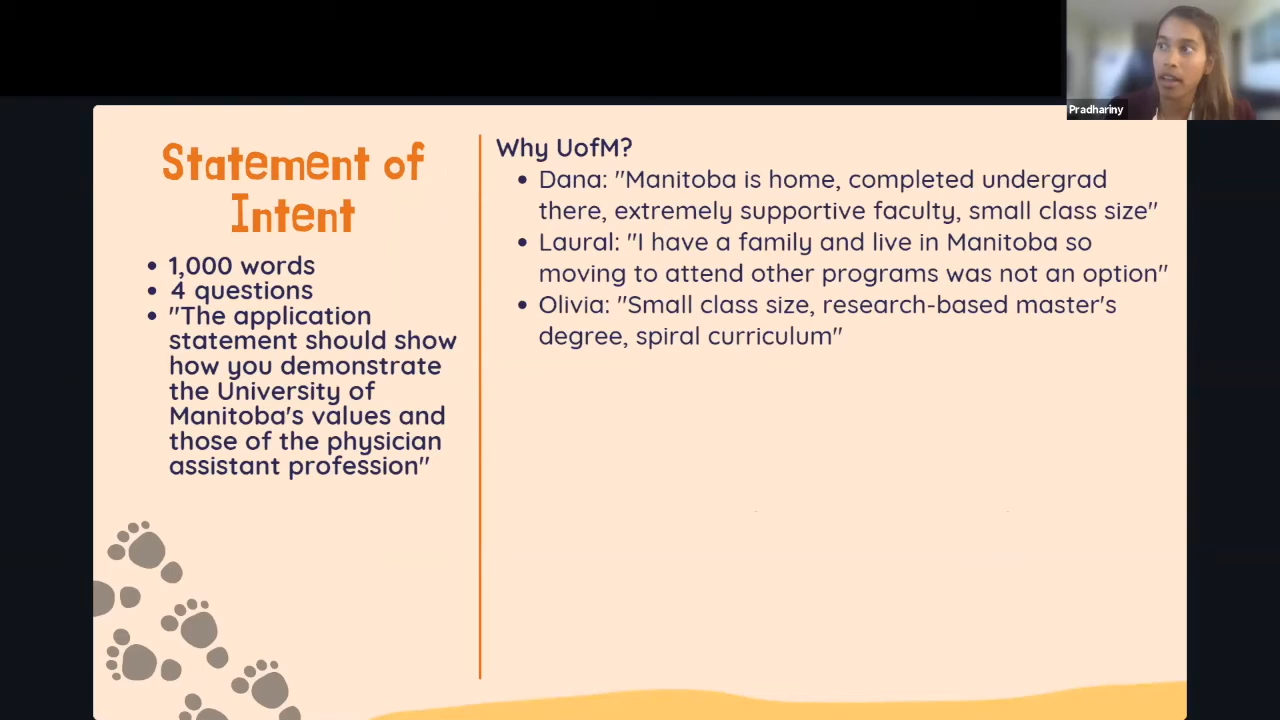 Pradhariny
Statement of
Intent
• 1,000 words
• 4 questions
• "The application
statement should show
how you demonstrate
the University of
Manitoba's values and
those of the physician
assistant profession"
Why UofM?
• Dana: "Manitoba is home, completed undergrad
there, extremely supportive faculty, small class size"
• Laural: "I have a family and live in Manitoba so
moving to attend other programs was not an option"
• Olivia: "Small class size, research-based master's
degree, spiral curriculum"